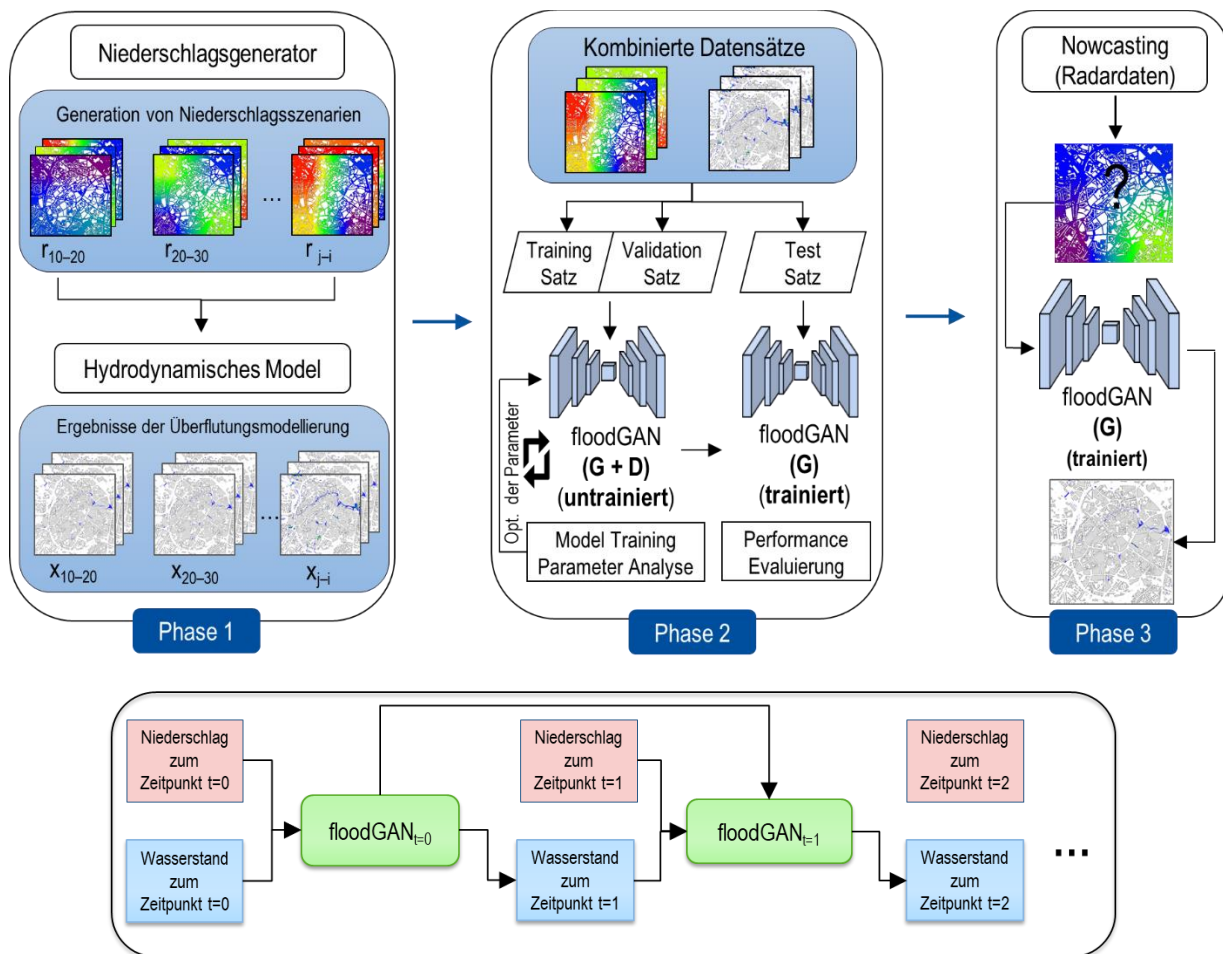 Niederschlagsgenerator
Generation von Niederschlagsszenarien
...
r10–20
r20–30
r j–i
Hydrodynamisches Model
Ergebnisse der Überflutungsmodellierung
...
x10–20
x20–30
xj–i
Phase 1
Kombinierte Datensätze
Training
Satz
Validation
Satz
Test
Satz
Opt. der Parameter
floodGAN
(G + D)
(untrainiert)
floodGAN
(G)
(trainiert)
Model Training
Parameter Analyse
Performance
Evaluierung
Phase 2
Nowcasting
(Radardaten)
?
floodGAN
(G)
(trainiert)
Phase 3
Niederschlag
zum
Zeitpunkt t=0
Wasserstand
zum
Zeitpunkt t=0
floodGANt=0
Niederschlag
zum
Zeitpunkt t=1
Wasserstand
zum
Zeitpunkt t=1
floodGANt=1
Niederschlag
zum
Zeitpunkt t=2
Wasserstand
zum
Zeitpunkt t=2
...